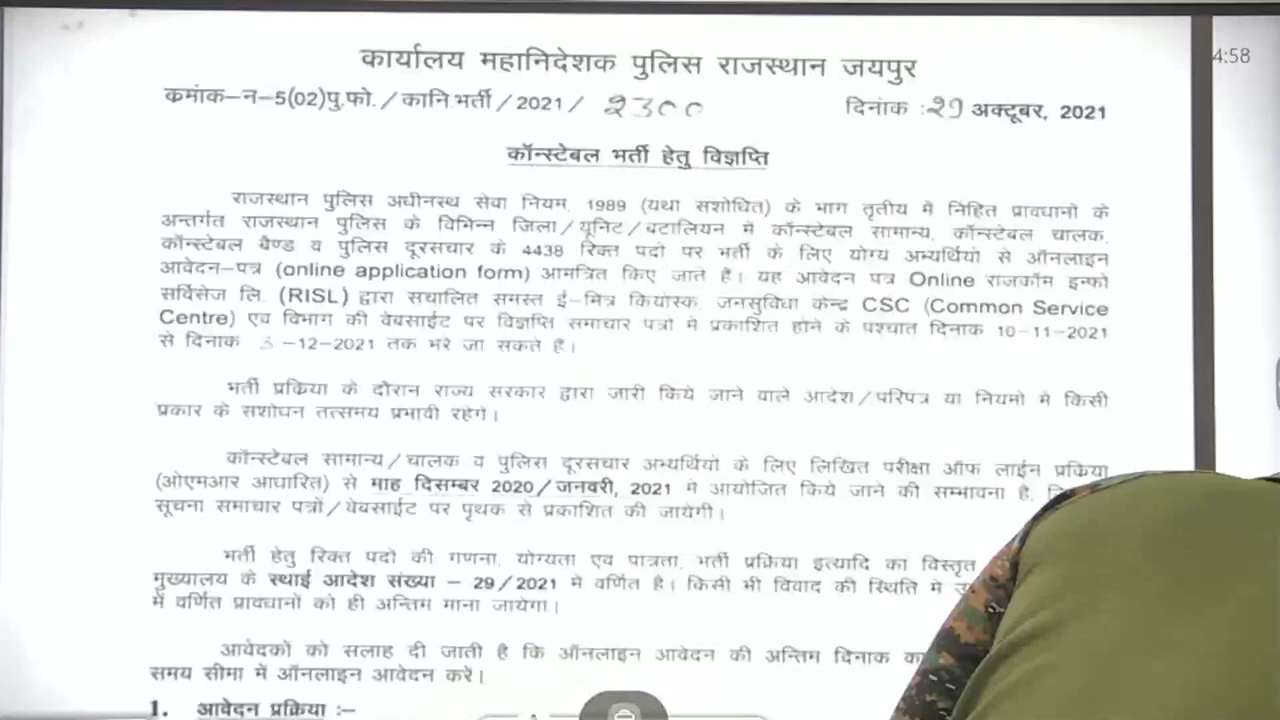 4:58
कार्यालय महानिदेशक पुलिस राजस्थान जयपुर
कमांक–न–5(02)पु.फो./कानि.भर्ती/2021/ 2300 दिनांक :29 अक्टूबर, 2021
कॉन्स्टेबल भर्ती हेतु विज्ञप्ति
राजस्थान पुलिस अधीनस्थ सेवा नियम, 1989 (यथा संशोधित) के भाग तृतीय में निहित प्रावधानों के
अन्तर्गत राजस्थान पुलिस के विभिन्न जिला/यूनिट/बटालियन में कॉन्स्टेबल सामान्य, कॉन्स्टेबल चालक,
कॉन्स्टेबल बैण्ड व पुलिस दूरसंचार के 4438 रिक्त पदों पर भर्ती के लिए योग्य अभ्यर्थियों से ऑनलाइन
आवेदन–पत्र (online application form) आमंत्रित किए जाते है। यह आवेदन पत्र Online राजकॉम इन्फो
सर्विसेज लि. (RISL) द्वारा संचालित समस्त ई–मित्र कियोस्क, जनसुविधा केन्द्र CSC (Common Service
Centre) एवं विभाग की वेबसाईट पर विज्ञप्ति समाचार पत्रों में प्रकाशित होने के पश्चात दिनांक 10–11–2021
से दिनांक 3 –12–2021 तक भरे जा सकते है।
भर्ती प्रक्रिया के दौरान राज्य सरकार द्वारा जारी किये जाने वाले आदेश/परिपत्र या नियमों में किसी
प्रकार के संशोधन तत्समय प्रभावी रहेगे।
कॉन्स्टेबल सामान्य/चालक व पुलिस दूरसंचार अभ्यर्थियों के लिए लिखित परीक्षा ऑफ लाईन प्रक्रिया
(ओएमआर आधारित) से माह दिसम्बर 2020/जनवरी, 2021 में आयोजित किये जाने की सम्भावना है,
सूचना समाचार पत्रों/वेबसाईट पर पृथक से प्रकाशित की जायेगी।
भर्ती हेतु रिक्त पदों की गणना, योग्यता एवं पात्रता, भर्ती प्रक्रिया इत्यादि का विस्तृत
मुख्यालय के स्थाई आदेश संख्या – 29/2021 में वर्णित है। किसी भी विवाद की स्थिति में
में वर्णित प्रावधानों को ही अन्तिम माना जायेगा।
आवेदकों को सलाह दी जाती है कि ऑनलाइन आवेदन की अन्तिम दिनांक
समय सीमा में ऑनलाइन आवेदन करें।
1. आवेदन प्रक्रिया :–